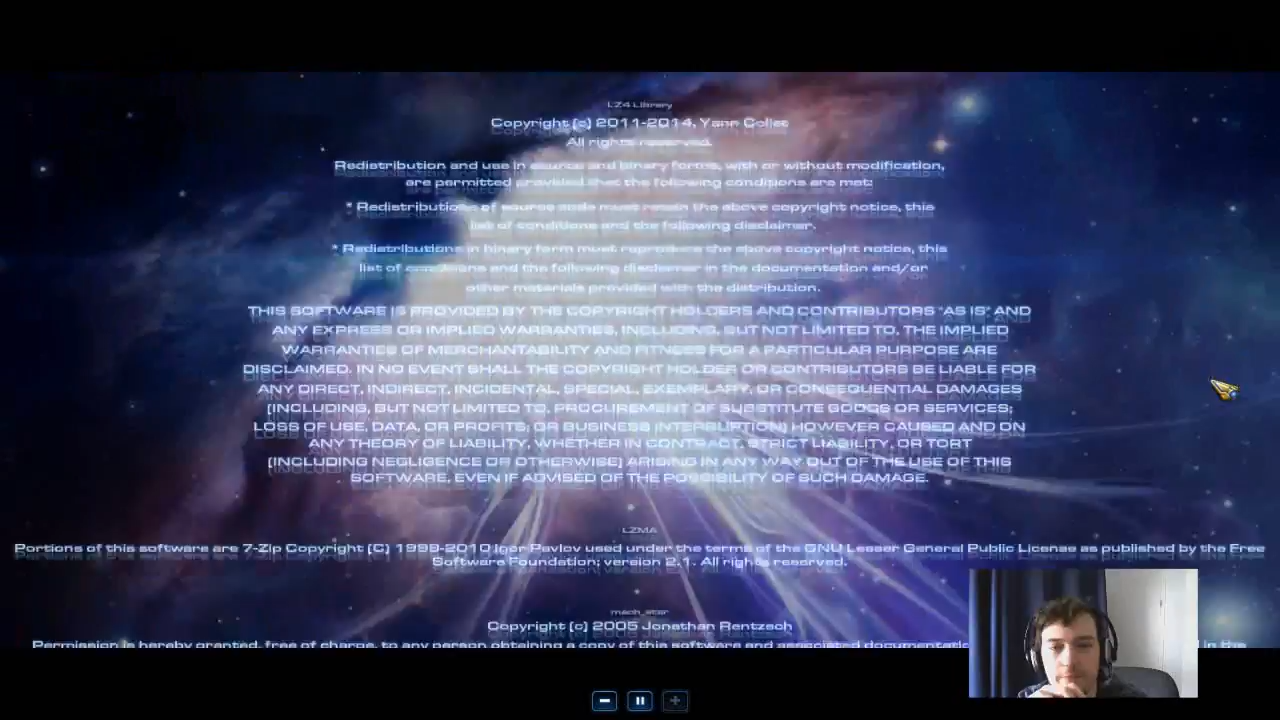 LZ4 Library
Copyright (c) 2011-2014, Yann Collet
All rights reserved.
Redistribution and use in source and binary forms, with or without modification,
are permitted provided that the following conditions are met:
* Redistributions of source code must retain the above copyright notice, this
list of conditions and the following disclaimer.
* Redistributions in binary form must reproduce the above copyright notice, this
list of conditions and the following disclaimer in the documentation and/or
other materials provided with the distribution.
THIS SOFTWARE IS PROVIDED BY THE COPYRIGHT HOLDERS AND CONTRIBUTORS "AS IS" AND
ANY EXPRESS OR IMPLIED WARRANTIES, INCLUDING, BUT NOT LIMITED TO, THE IMPLIED
WARRANTIES OF MERCHANTABILITY AND FITNESS FOR A PARTICULAR PURPOSE ARE
DISCLAIMED. IN NO EVENT SHALL THE COPYRIGHT HOLDER OR CONTRIBUTORS BE LIABLE FOR
ANY DIRECT, INDIRECT, INCIDENTAL, SPECIAL, EXEMPLARY, OR CONSEQUENTIAL DAMAGES
(INCLUDING, BUT NOT LIMITED TO, PROCUREMENT OF SUBSTITUTE GOODS OR SERVICES;
LOSS OF USE, DATA, OR PROFITS; OR BUSINESS INTERRUPTION) HOWEVER CAUSED AND ON
ANY THEORY OF LIABILITY, WHETHER IN CONTRACT, STRICT LIABILITY, OR TORT
(INCLUDING NEGLIGENCE OR OTHERWISE) ARISING IN ANY WAY OUT OF THE USE OF THIS
SOFTWARE, EVEN IF ADVISED OF THE POSSIBILITY OF SUCH DAMAGE.
LZMA
Portions of this software are 7-Zip Copyright (C) 1999-2010 Igor Pavlov used under the terms of the GNU Lesser General Public License as published by the Free
Software Foundation; version 2.1. All rights reserved.
mach_star
Copyright (c) 2005 Jonathan Rentzsch
Permission is hereby granted, free of charge, to any person obtaining a copy of this software and associated in the